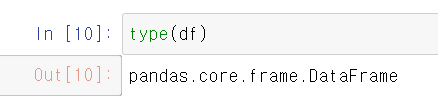 In [10]: type(df)
Out[10]: pandas.core.frame.DataFrame